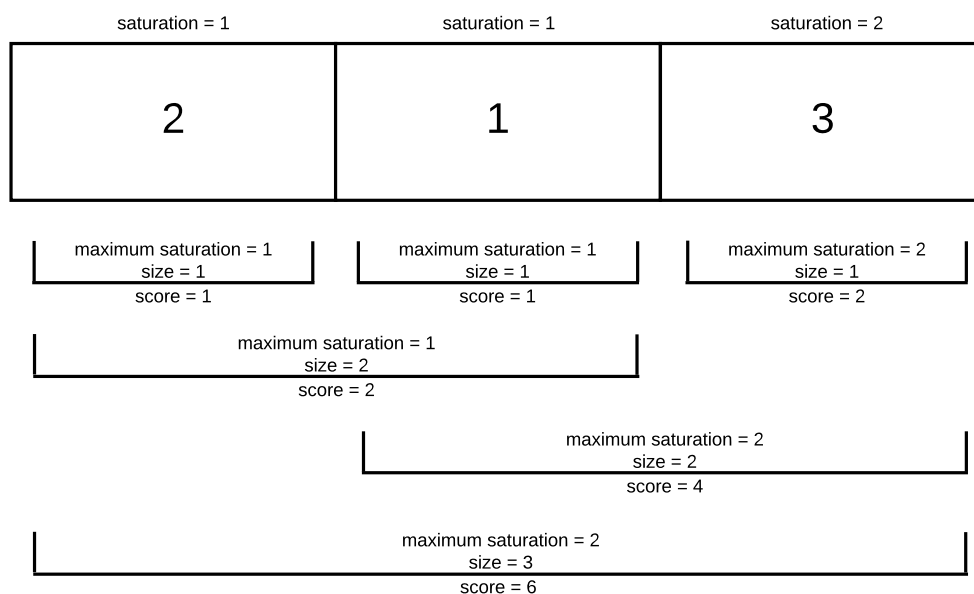 saturation = 1 saturation = 1 saturation = 2
2 1 3
maximum saturation = 1 maximum saturation = 1 maximum saturation = 2
size = 1 size = 1 size = 1
score = 1 score = 1 score = 2
maximum saturation = 1
size = 2
score = 2
maximum saturation = 2
size = 2
score = 4
maximum saturation = 2
size = 3
score = 6